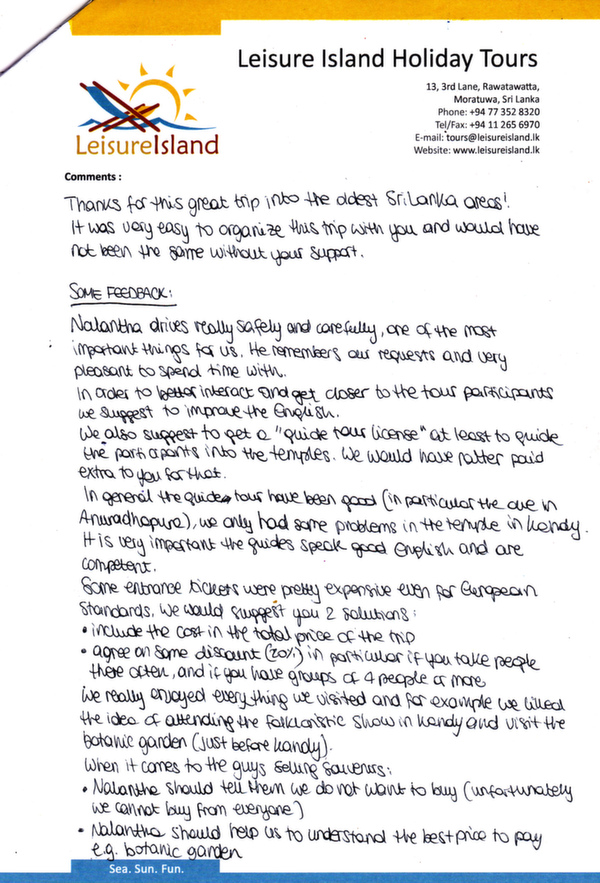 Leisure Island Holiday Tours
13, 3rd Lane, Rawatawatta,
Moratuwa, Sri Lanka
Phone: +94 77 352 8320
Tel/Fax: +94 11 265 6970
E-mail: tours@leisureisland.lk
Website: www.leisureisland.lk
LeisureIsland
Comments :
Thanks for this great trip into the oldest Sri Lanka areas!
It was very easy to organize this trip with you and would have
not been the same without your support.
SOME FEEDBACK:
Nalantha drives really safely and carefully, one of the most
important things for us. He remembers our requests and very
pleasant to spend time with.
In order to better interact and get closer to the tour participants
we suggest to improve the English.
We also suggest to get a "guide tour license" at least to guide
the participants into the temples. We would have rather paid
extra to you for that.
In general the guide tour have been good (in particular the one in
Anuradhapura), we only had some problems in the temple in Kandy.
It is very important the guides speak good English and are
competent.
Some entrance tickets were pretty expensive even for European
standards. We would suggest you 2 solutions:
• include the cost in the total price of the trip
• agree on some discount (20%) in particular if you take people
there often, and if you have groups of 4 people or more
We really enjoyed everything we visited and for example we liked
the idea of attending the folkloristic show in Kandy and visit the
botanic garden (just before Kandy).
When it comes to the guys selling souvenirs:
• Nalantha should tell them we do not want to buy (unfortunately
we cannot buy from everyone)
• Nalantha should help us to understand the best price to pay
e.g. botanic garden
Sea. Sun. Fun.